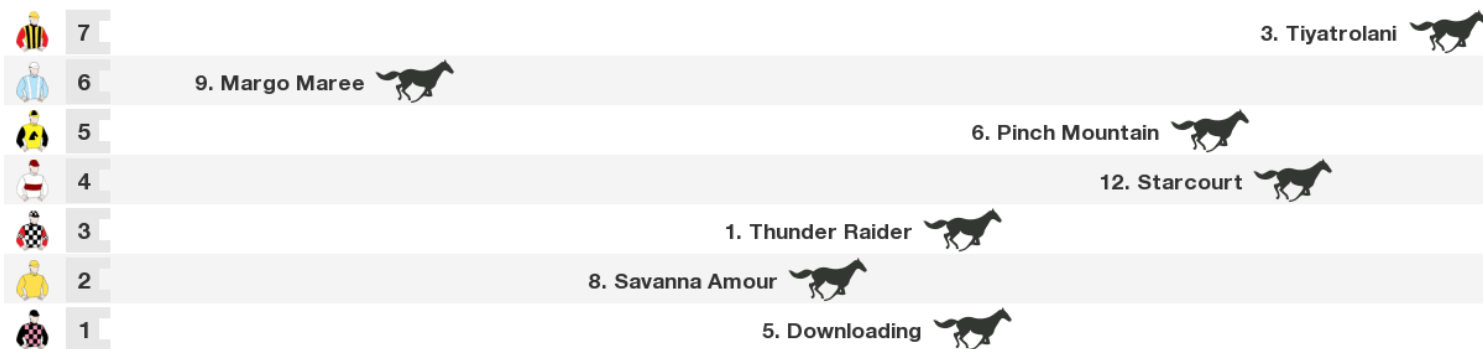 7 3. Tiyatrolani
6 9. Margo Maree
5 6. Pinch Mountain
4 12. Starcourt
3 1. Thunder Raider
2 8. Savanna Amour
1 5. Downloading